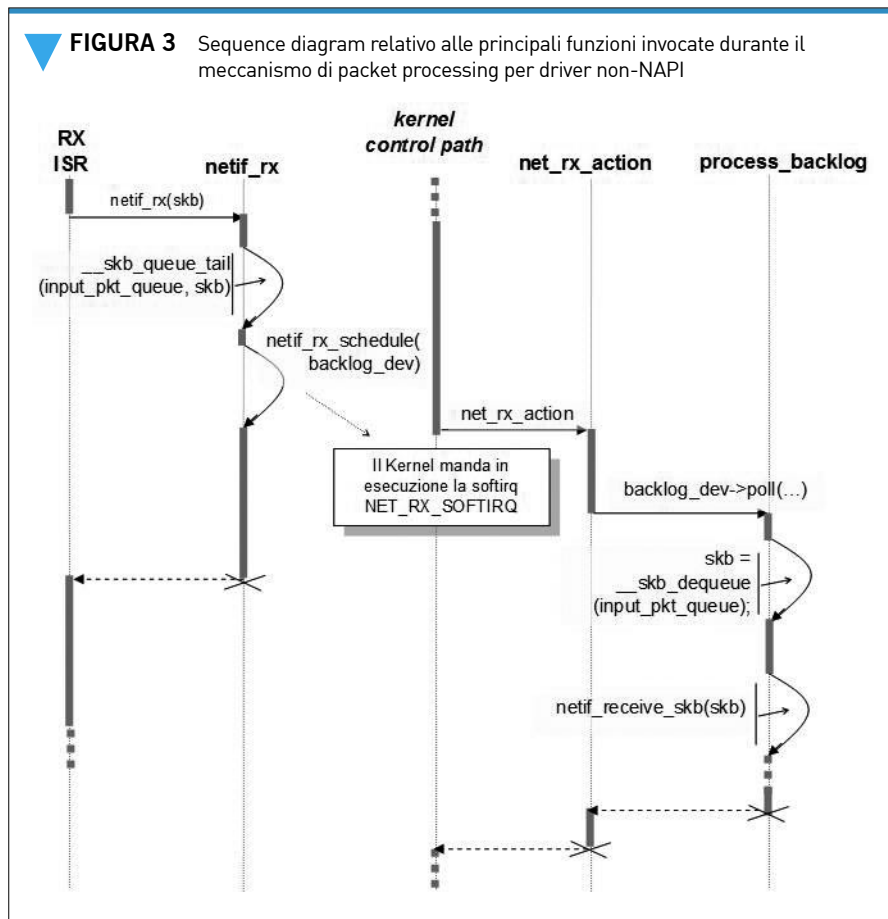 FIGURA 3 Sequence diagram relativo alle principali funzioni invocate durante il
meccanismo di packet processing per driver non-NAPI
RX
ISR
netif_rx
kernel
control path
net_rx_action
process_backlog
netif_rx(skb)
__skb_queue_tail
(input_pkt_queue, skb)
netif_rx_schedule(
backlog_dev)
net_rx_action
Il Kernel manda in
esecuzione la softirq
NET_RX_SOFTIRQ
backlog_dev->poll(...)
skb =
__skb_dequeue
(input_pkt_queue);
netif_receive_skb(skb)